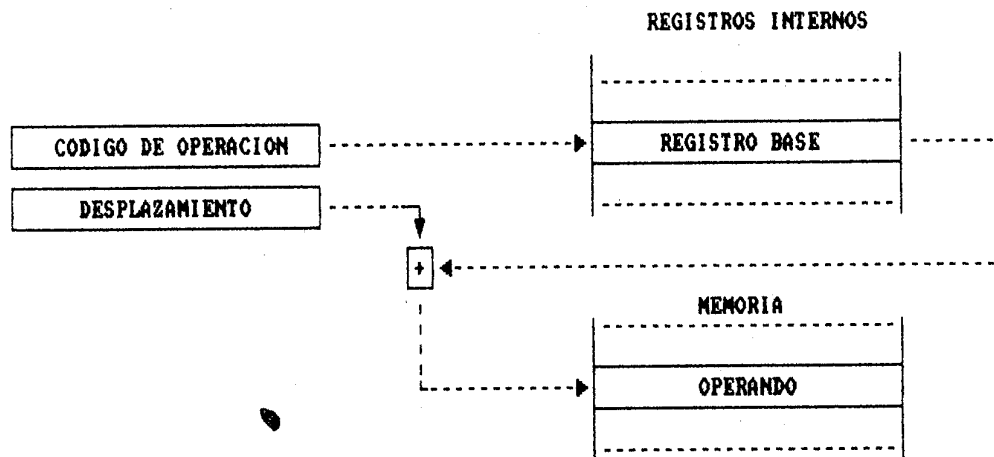 REGISTROS INTERNOS
CODIGO DE OPERACION
REGISTRO BASE
DESPLAZAMIENTO
+
MEMORIA
OPERANDO